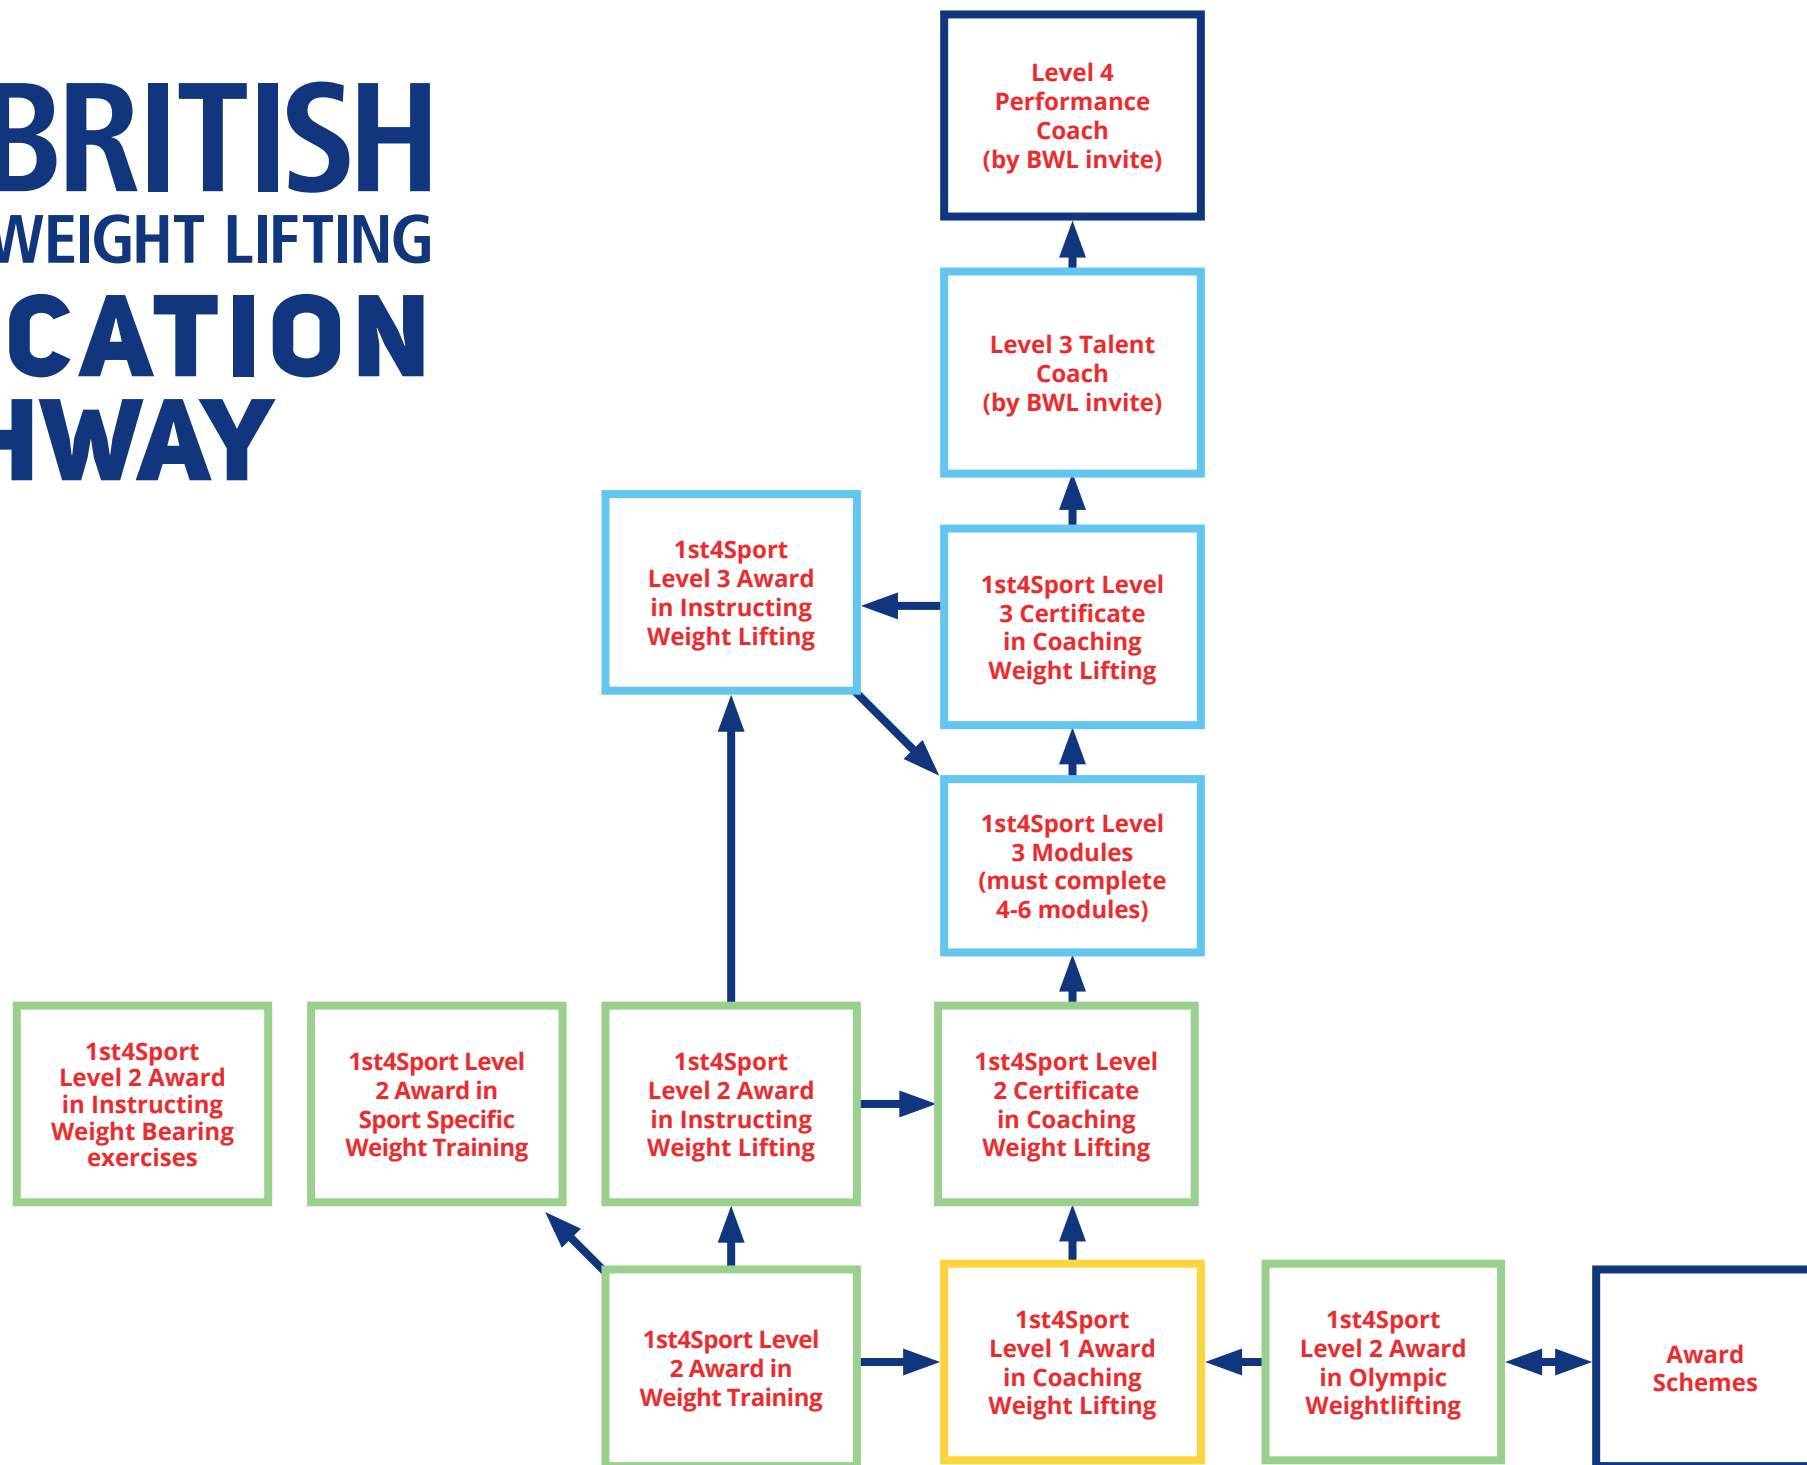 BRITISH
WEIGHT LIFTING
CATION
HWAY
Level 4
Performance
Coach
(by BWL invite)
Level 3 Talent
Coach
(by BWL invite)
1st4Sport
Level 3 Award
in Instructing
Weight Lifting
1st4Sport Level
3 Certificate
in Coaching
Weight Lifting
1st4Sport Level
3 Modules
(must complete
4-6 modules)
1st4Sport
Level 2 Award
in Instructing
Weight Bearing
exercises
1st4Sport Level
2 Award in
Sport Specific
Weight Training
1st4Sport
Level 2 Award
in Instructing
Weight Lifting
1st4Sport Level
2 Certificate
in Coaching
Weight Lifting
1st4Sport Level
2 Award in
Weight Training
1st4Sport
Level 1 Award
in Coaching
Weight Lifting
1st4Sport
Level 2 Award
in Olympic
Weightlifting
Award
Schemes